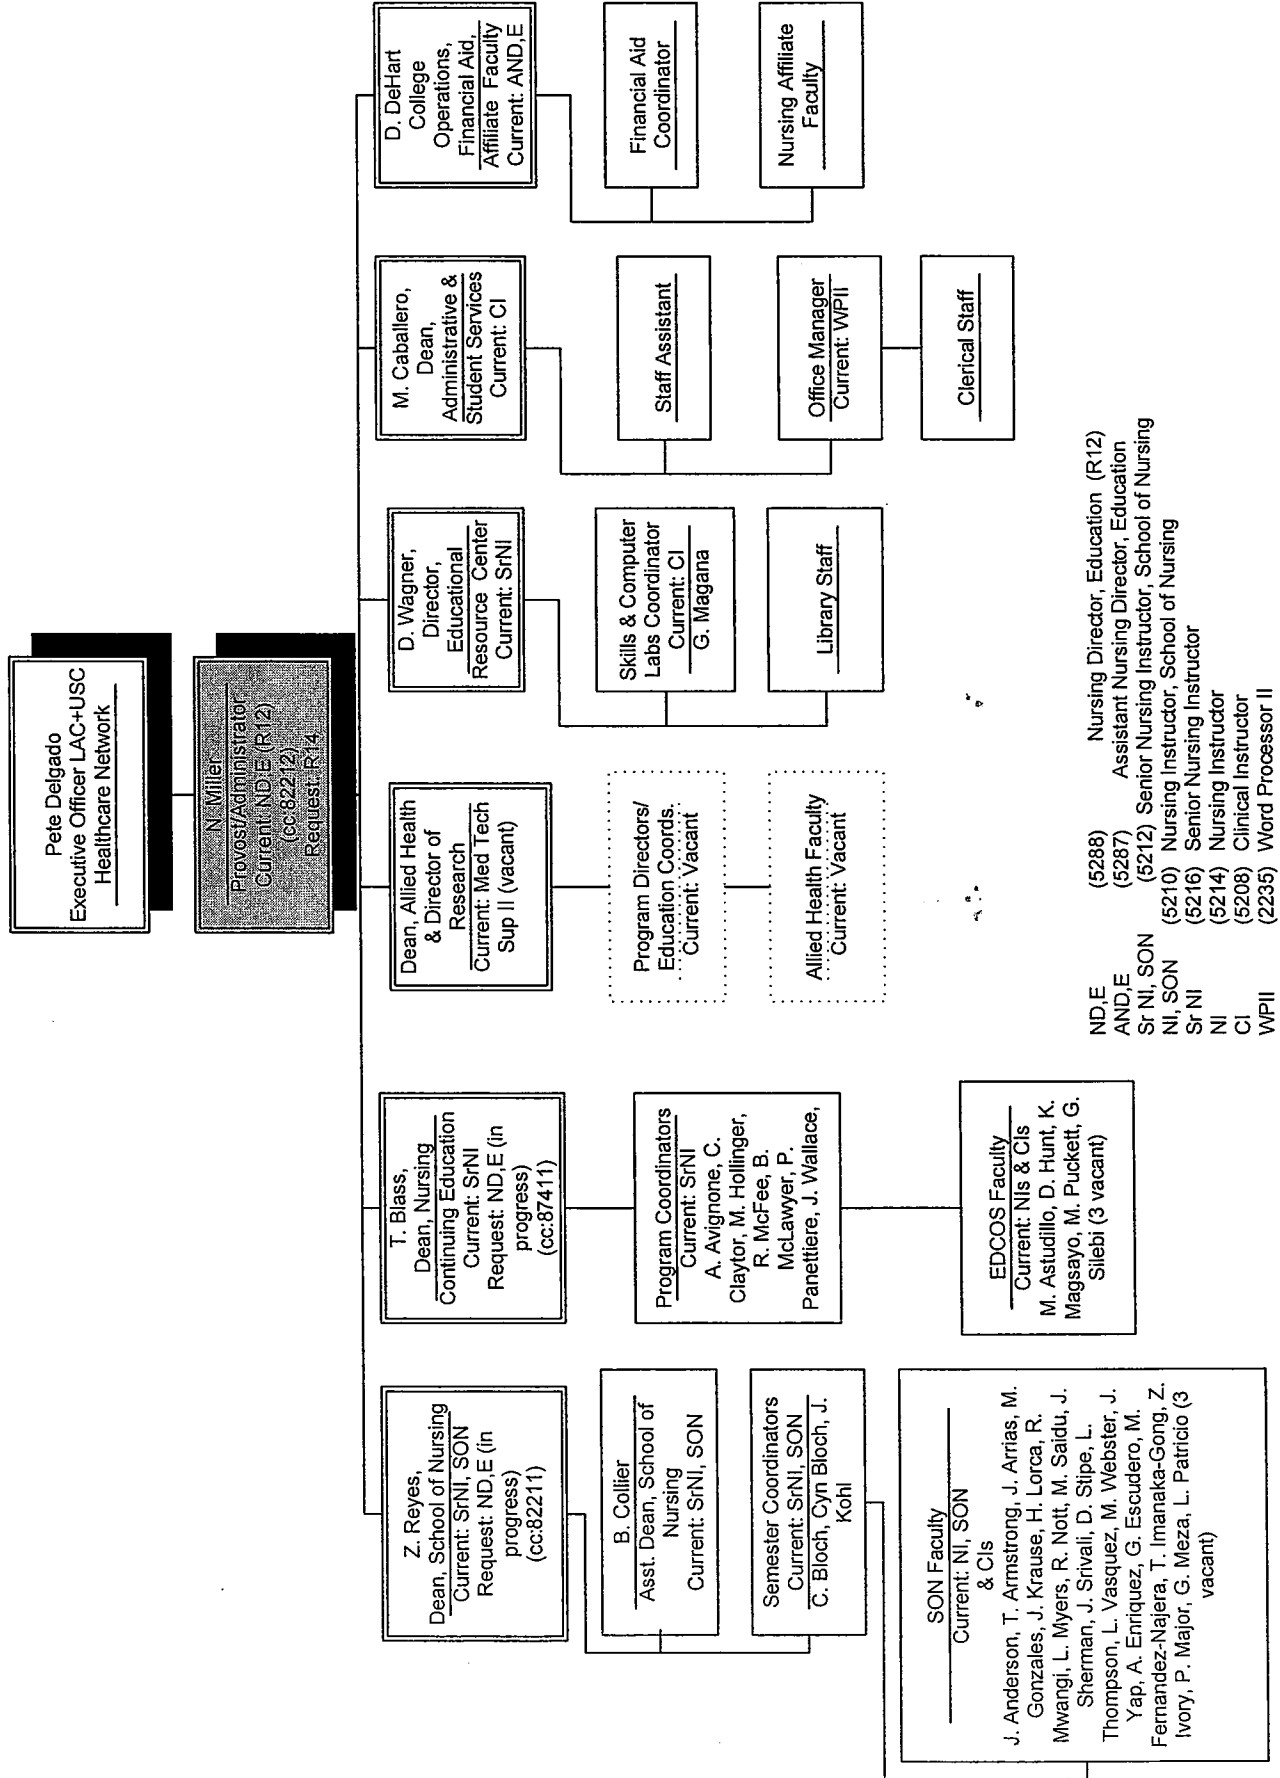 Pete Delgado
Executive Officer LAC+USC
Healthcare Network
N. Miller
Provost/Administrator
Current: ND,E (R12)
(cc:82212)
Request: R14
Z. Reyes,
Dean, School of Nursing
Current: SrNI, SON
Request: ND,E (in
progress)
(cc:82211)
B. Collier
Asst. Dean, School of
Nursing
Current: SrNI, SON
Semester Coordinators
Current: SrNI, SON
C. Bloch, Cyn Bloch, J.
Kohl
SON Faculty
Current: NI, SON
& CIs
J. Anderson, T. Armstrong, J. Arrias, M.
Gonzales, J. Krause, H. Lorca, R.
Mwangi, L. Myers, R. Nott, M. Saidu, J.
Sherman, J. Srivali, D. Stipe, L.
Thompson, L. Vasquez, M. Webster, J.
Yap, A. Enriquez, G. Escudero, M.
Fernandez-Najera, T. Imanaka-Gong, Z.
Ivory, P. Major, G. Meza, L. Patricio (3
vacant)
T. Blass,
Dean, Nursing
Continuing Education
Current: SrNI
Request: ND,E (in
progress)
(cc:87411)
Program Coordinators
Current: SrNI
A. Avignone, C.
Claytor, M. Hollinger,
R. McFee, B.
McLawyer, P.
Panettiere, J. Wallace,
EDCOS Faculty
Current: NIs & CIs
M. Astudillo, D. Hunt, K.
Magsayo, M. Puckett, G.
Silebi (3 vacant)
Dean, Allied Health
& Director of
Research
Current: Med Tech
Sup II (vacant)
Program Directors/
Education Coords.
Current: Vacant
Allied Health Faculty
Current: Vacant
D. Wagner,
Director,
Educational
Resource Center
Current: SrNI
Skills & Computer
Labs Coordinator
Current: CI
G. Magana
Library Staff
M. Caballero,
Dean,
Administrative &
Student Services
Current: CI
Staff Assistant
Office Manager
Current: WPII
Clerical Staff
D. DeHart
College
Operations,
Financial Aid,
Affiliate Faculty
Current: AND,E
Financial Aid
Coordinator
Nursing Affiliate
Faculty
ND,E (5288) Nursing Director, Education (R12)
AND,E (5287) Assistant Nursing Director, Education
Sr NI, SON (5212) Senior Nursing Instructor, School of Nursing
NI, SON (5210) Nursing Instructor, School of Nursing
Sr NI (5216) Senior Nursing Instructor
NI (5214) Nursing Instructor
CI (5208) Clinical Instructor
WPII (2235) Word Processor II